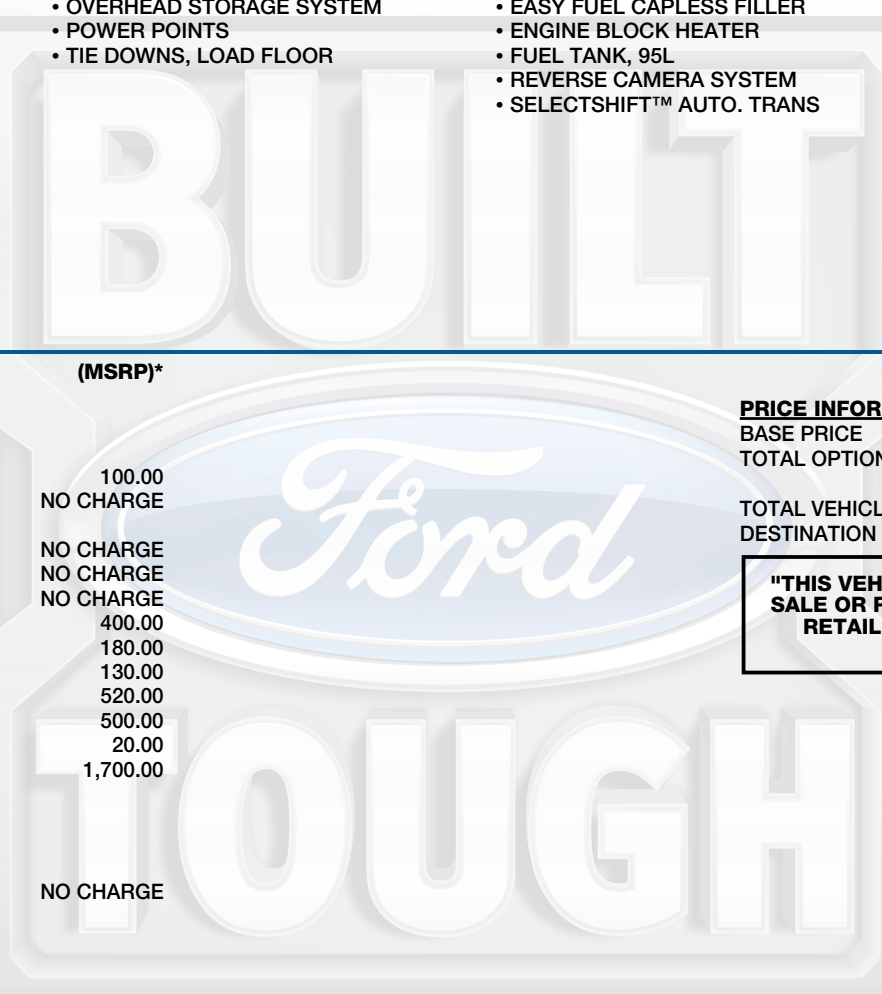 • OVERHEAD STORAGE SYSTEM
• POWER POINTS
• TIE DOWNS, LOAD FLOOR
• EASY FUEL CAPLESS FILLER
• ENGINE BLOCK HEATER
• FUEL TANK, 95L
• REVERSE CAMERA SYSTEM
• SELECTSHIFT™ AUTO. TRANS
BUILT
(MSRP)*
100.00
NO CHARGE
NO CHARGE
NO CHARGE
NO CHARGE
400.00
180.00
130.00
520.00
500.00
20.00
1,700.00
NO CHARGE
Ford
TOUGH
PRICE INFOR
BASE PRICE
TOTAL OPTION
TOTAL VEHICL
DESTINATION
"THIS VEH
SALE OR
RETAIL